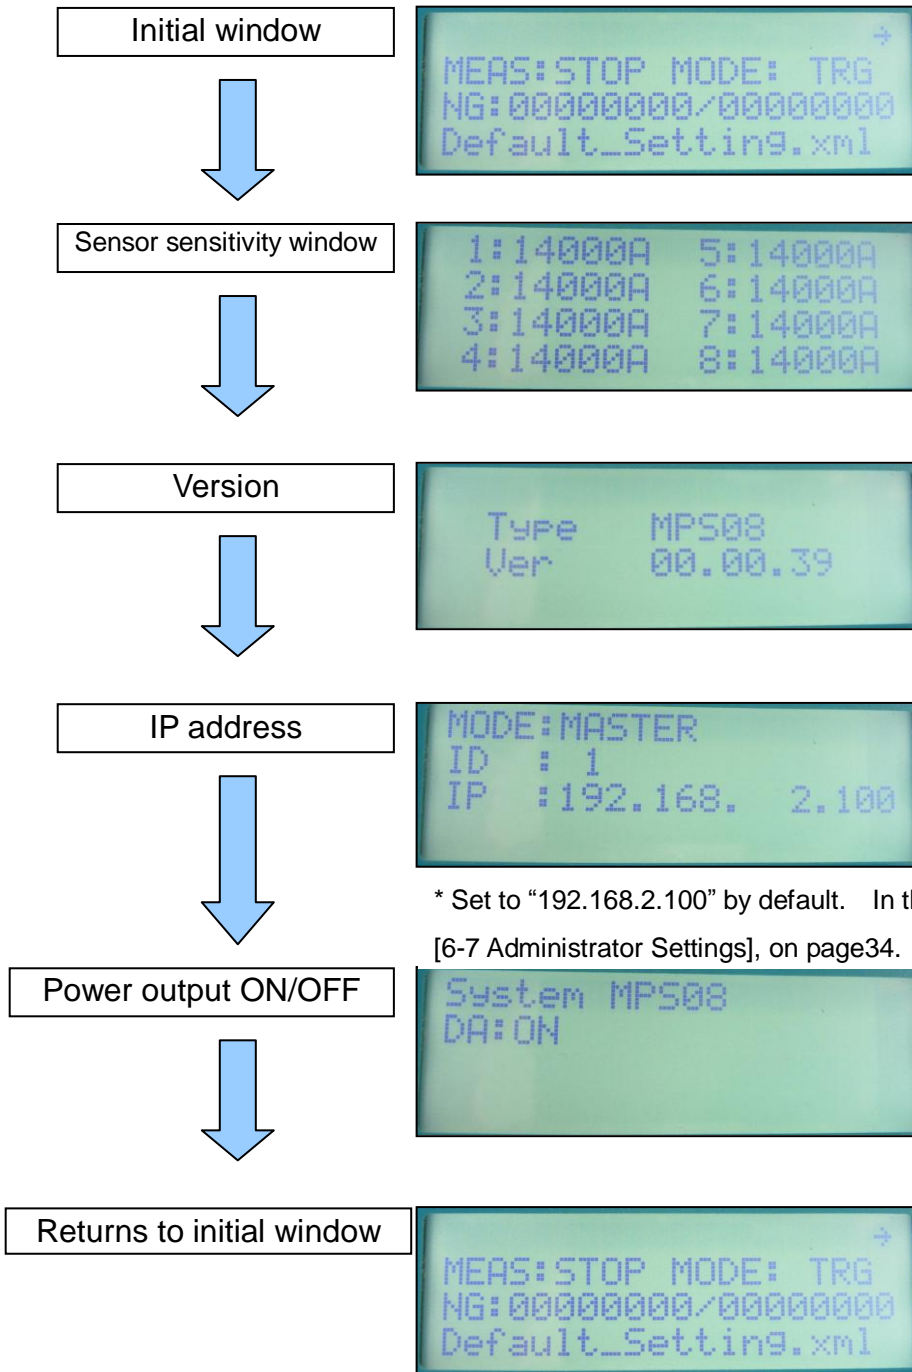 Initial window
→
MEAS:STOP MODE: TRG
NG:00000000/00000000
Default_Setting.xml
Sensor sensitivity window
1:14000A 5:14000A
2:14000A 6:14000A
3:14000A 7:14000A
4:14000A 8:14000A
Version
Type MPS08
Ver 00.00.39
IP address
MODE:MASTER
ID : 1
IP :192.168. 2.100
* Set to “192.168.2.100” by default. In
[6-7 Administrator Settings], on page34.
Power output ON/OFF
System MPS08
DA:ON
Returns to initial window
→
MEAS:STOP MODE: TRG
NG:00000000/00000000
Default_Setting.xml